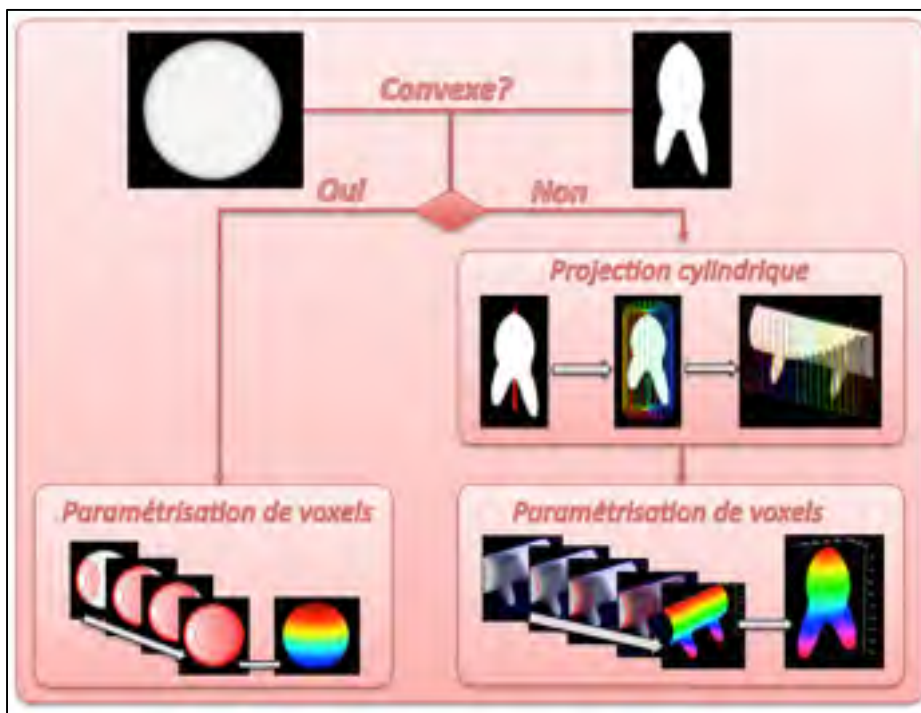 Convexe?
Oui
Non
Projection cylindrique
Paramétrisation de voxels
Paramétrisation de voxels